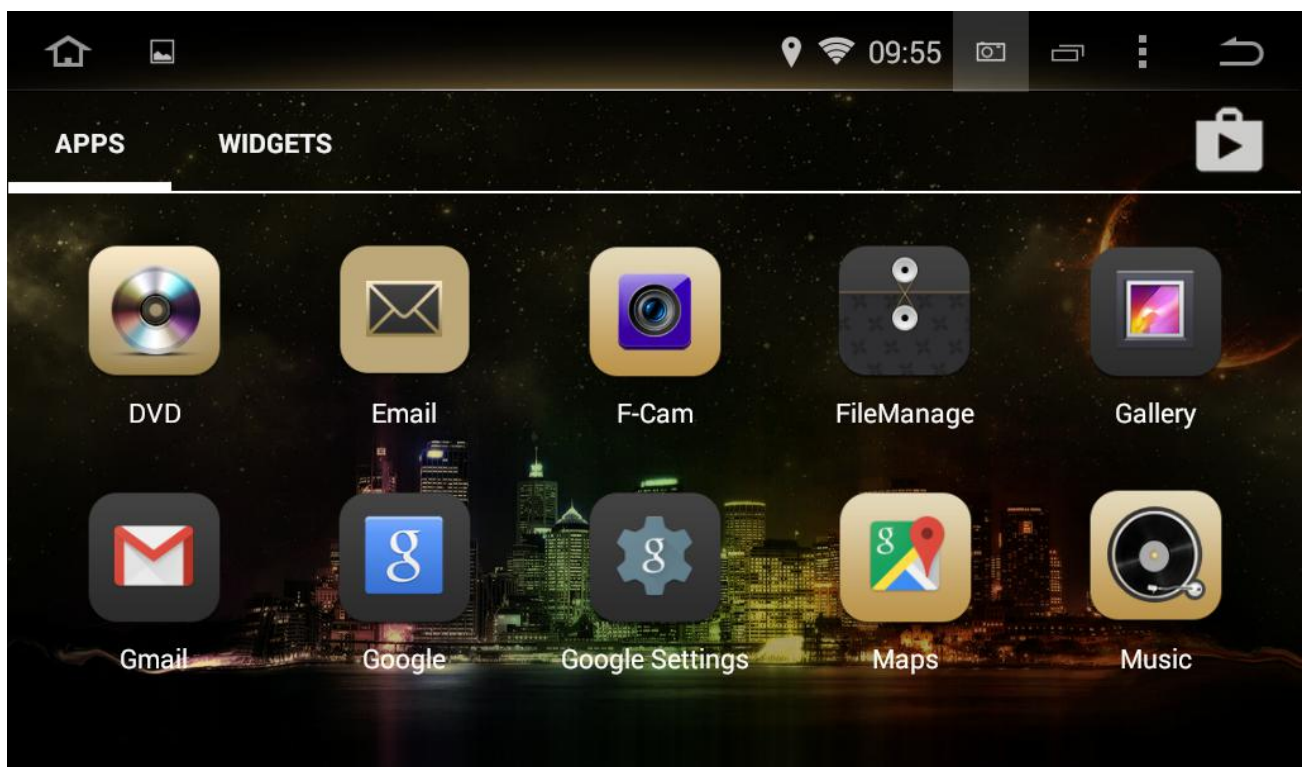 09:55
APPS WIDGETS
DVD Email F-Cam FileManage Gallery
g g g
Gmail Google Google Settings Maps Music